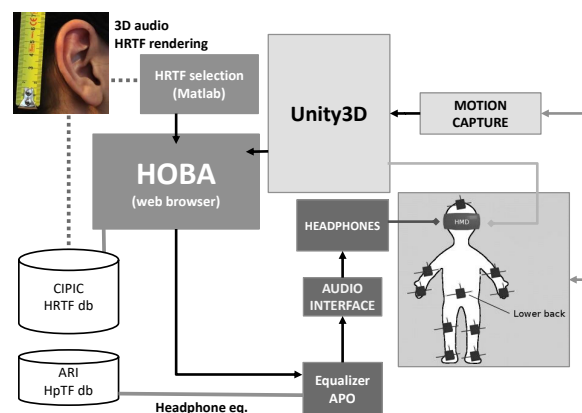 3D audio
HRTF rendering
HRTF selection
(Matlab)
Unity3D
MOTION
CAPTURE
HOBA
(web browser)
HEADPHONES
HMD
CIPIC
HRTF db
AUDIO
INTERFACE
Lower back
ARI
HpTF db
Equalizer
APO
Headphone eq.